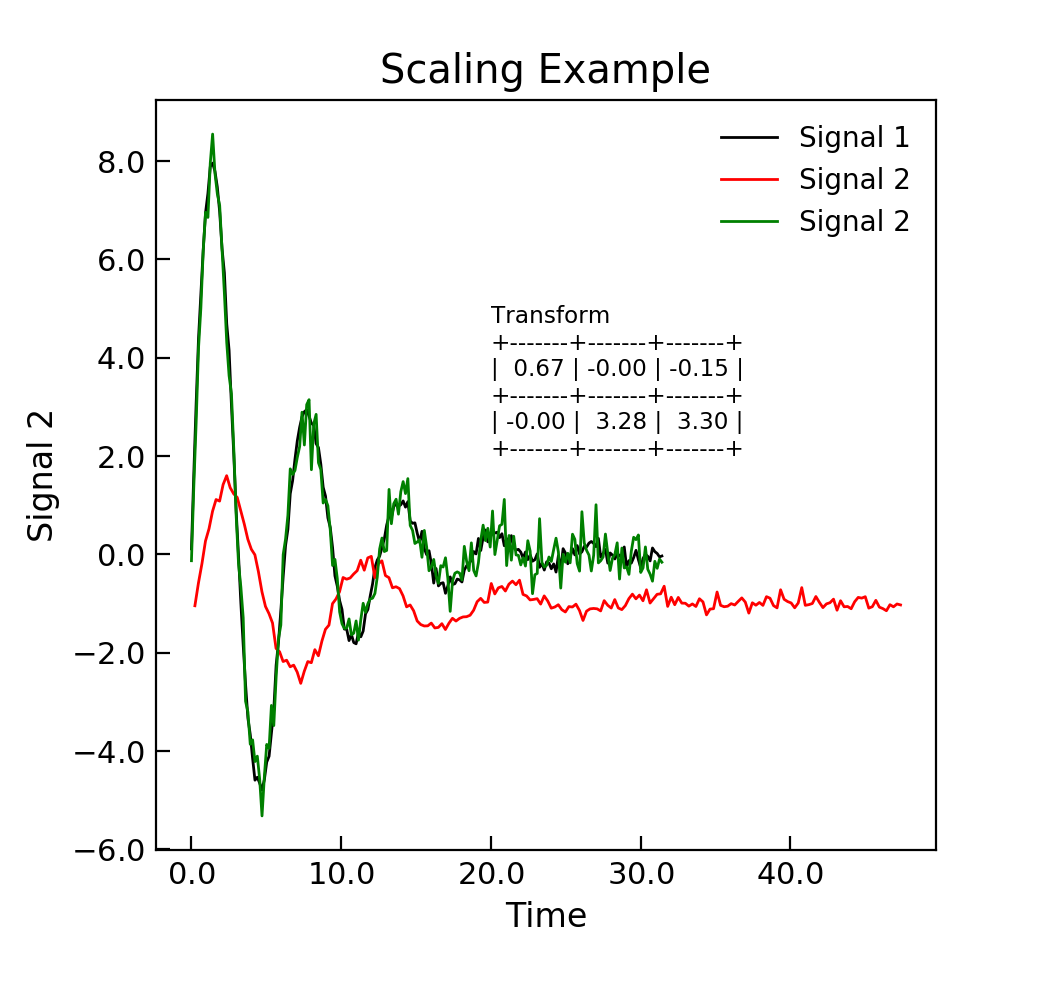 Scaling Example
Signal 1
Signal 2
Signal 2
Transform
+-------+-------+-------+
|  0.67 | -0.00 | -0.15 |
+-------+-------+-------+
| -0.00 |  3.28 |  3.30 |
+-------+-------+-------+
8.0
6.0
4.0
2.0
0.0
−2.0
−4.0
−6.0
Signal 2
0.0 10.0 20.0 30.0 40.0
Time